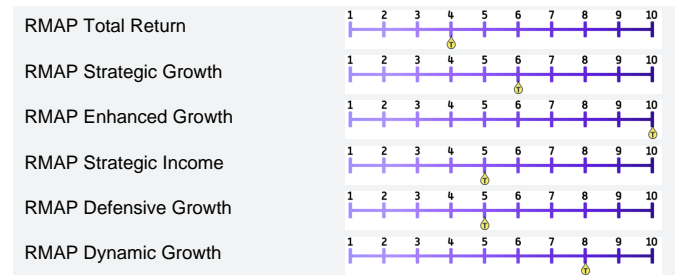 RMAP Total Return 1 2 3 4 5 6 7 8 9 10
T
RMAP Strategic Growth 1 2 3 4 5 6 7 8 9 10
T
RMAP Enhanced Growth 1 2 3 4 5 6 7 8 9 10
T
RMAP Strategic Income 1 2 3 4 5 6 7 8 9 10
T
RMAP Defensive Growth 1 2 3 4 5 6 7 8 9 10
T
RMAP Dynamic Growth 1 2 3 4 5 6 7 8 9 10
T